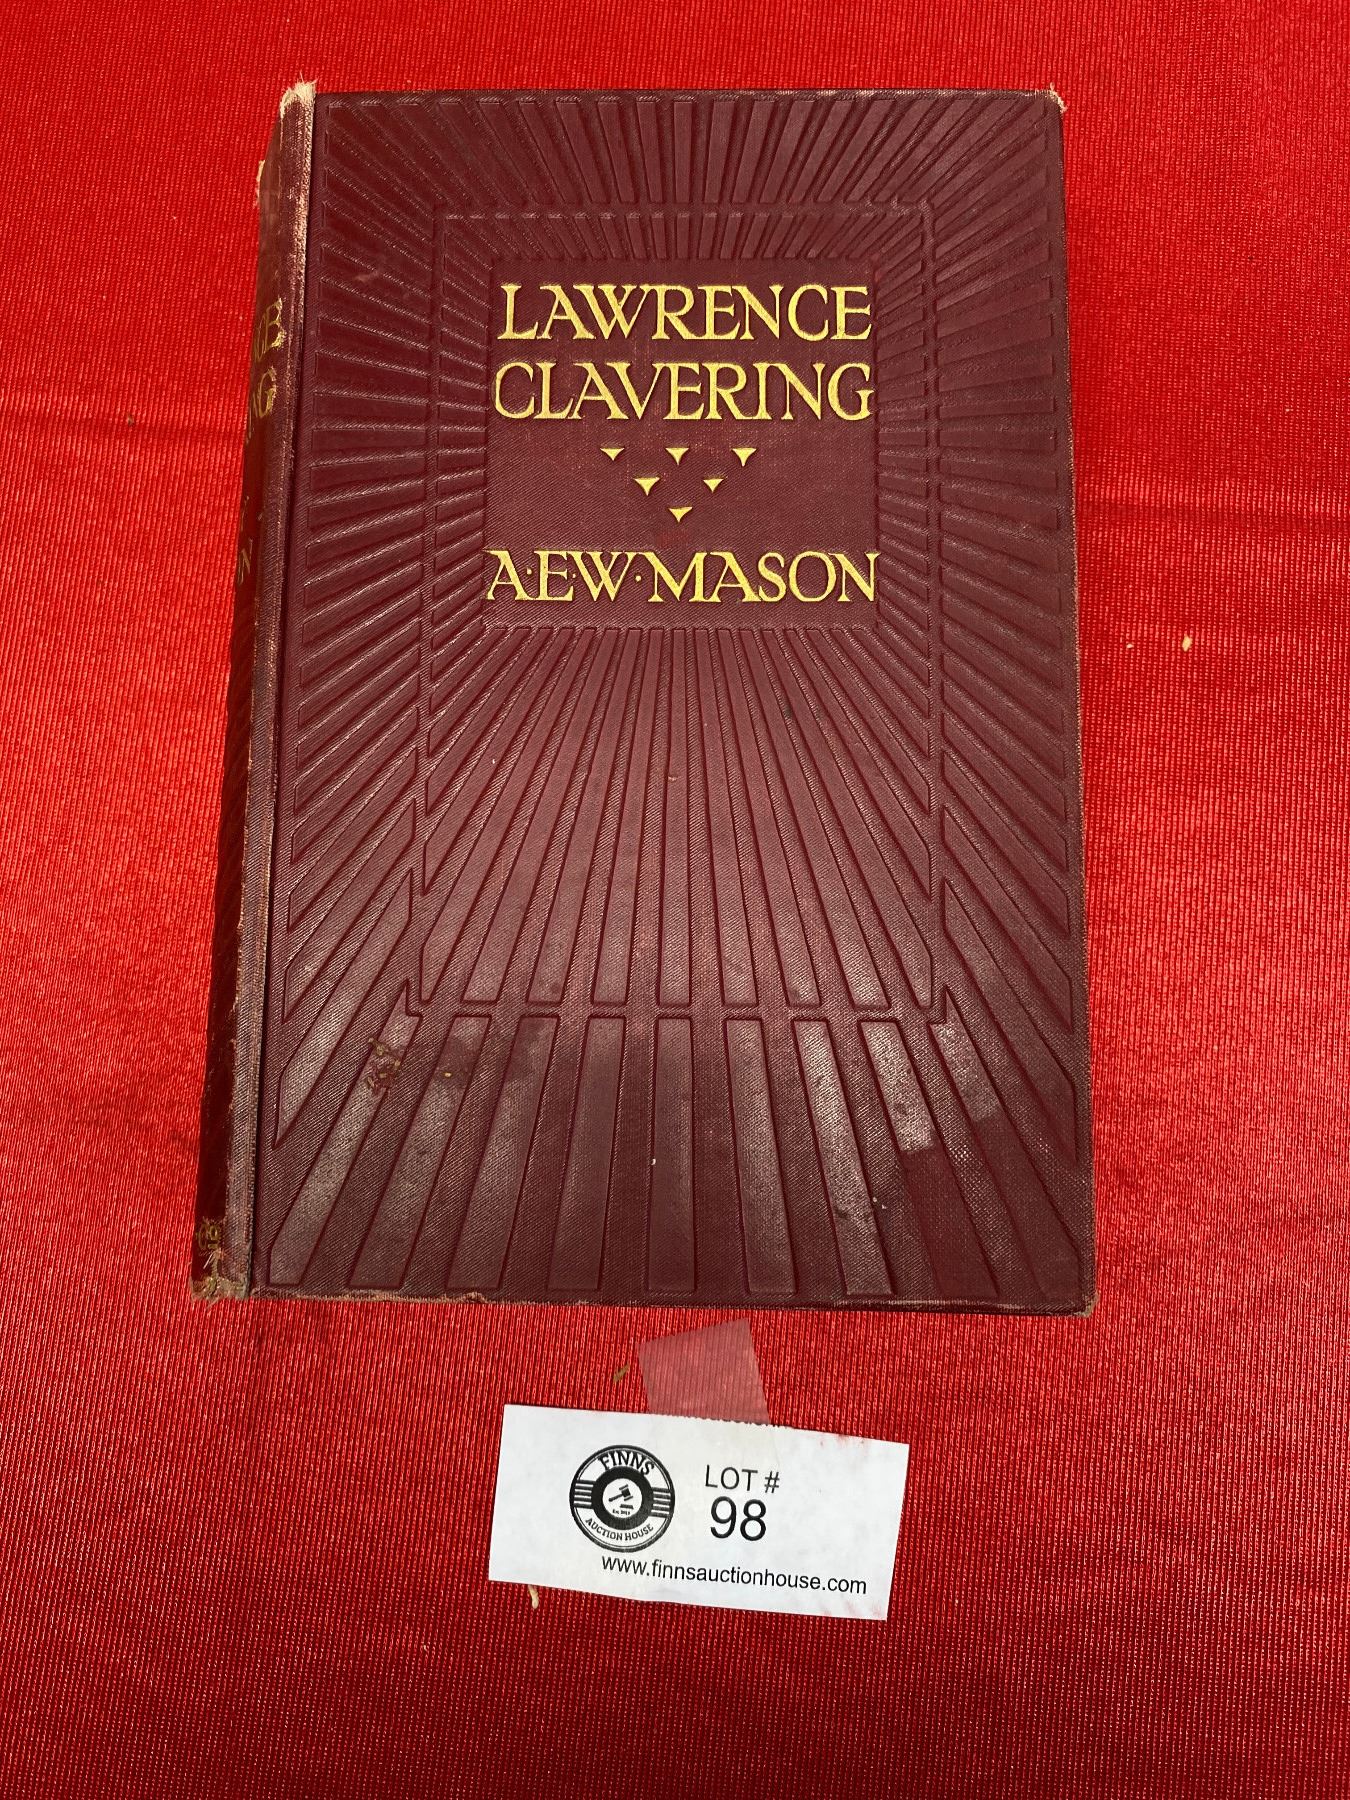 LAWRENCE
CLAVERING
A·E·W·MASON
FINNS
AUCTION HOUSE
LOT #
98
www.finnsauctionhouse.com